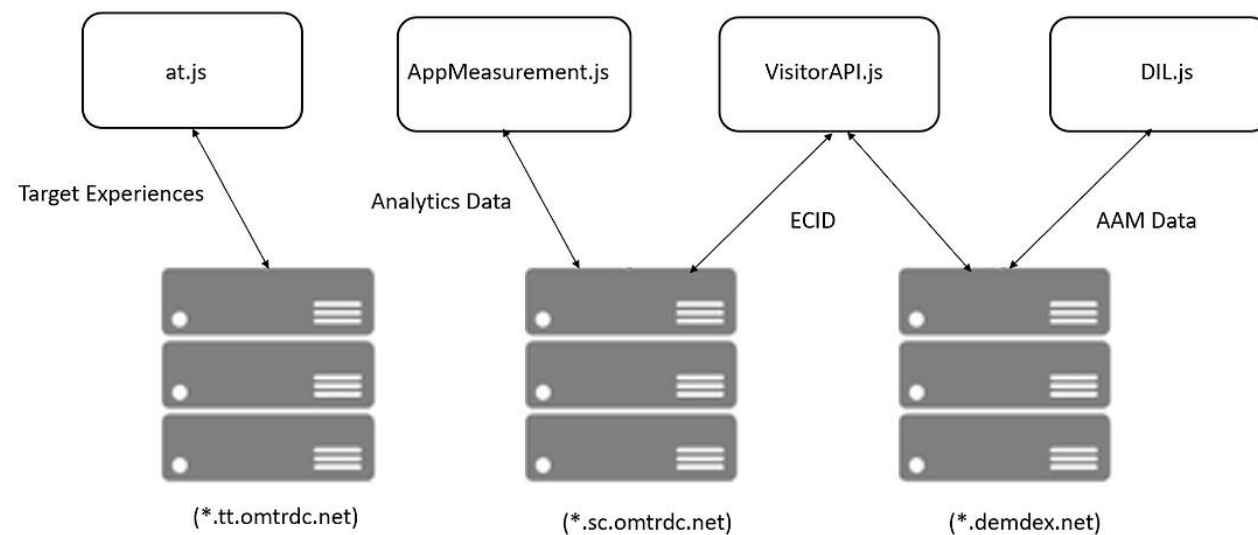 at.js
AppMeasurement.js
VisitorAPI.js
DIL.js
Target Experiences
Analytics Data
ECID
AAM Data
(*.tt.omtrdc.net)
(*.sc.omtrdc.net)
(*.demdex.net)